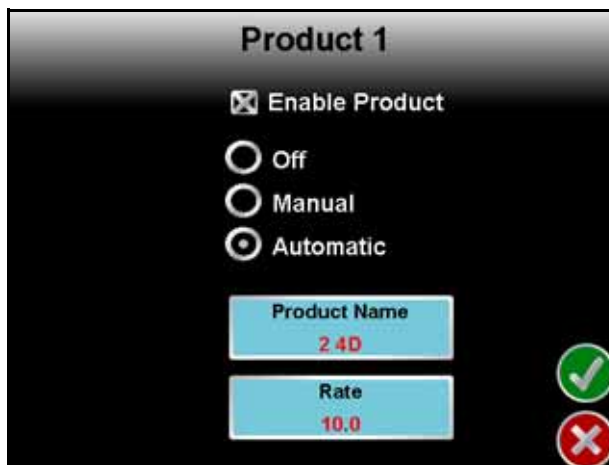 Product 1
Enable Product
Off
Manual
Automatic
Product Name
2 4D
Rate
10.0